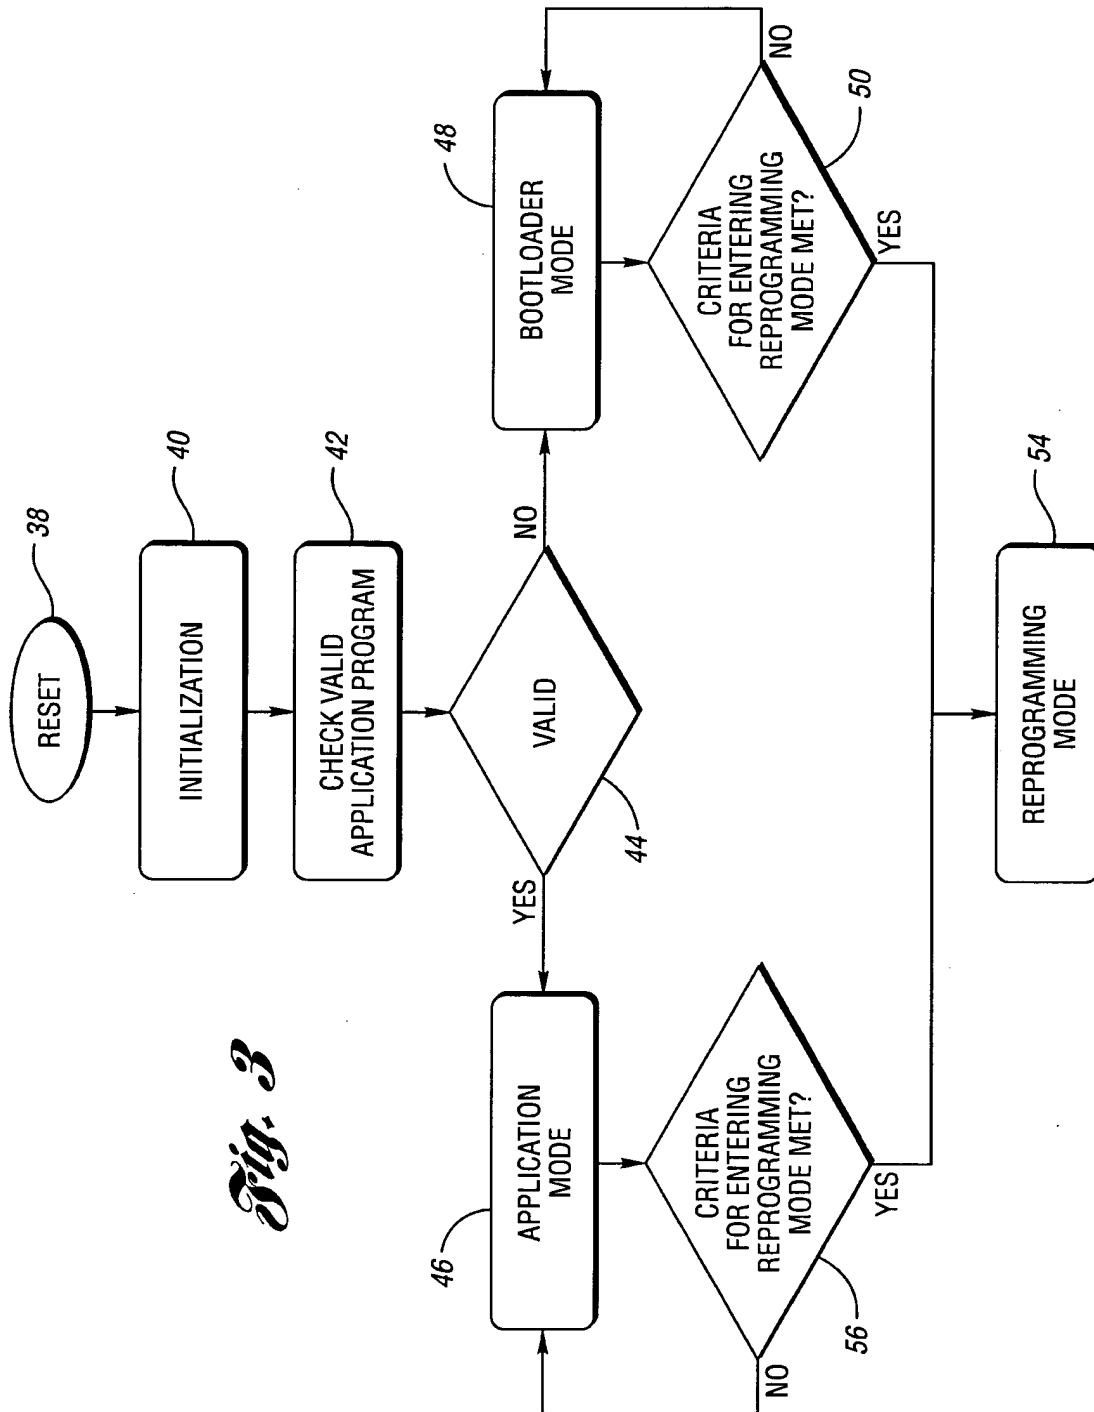 RESET
38
INITIALIZATION
40
CHECK VALID
APPLICATION PROGRAM
42
VALID
44
YES
NO
APPLICATION
MODE
46
BOOTLOADER
MODE
48
CRITERIA
FOR ENTERING
REPROGRAMMING
MODE MET?
56
NO
YES
CRITERIA
FOR ENTERING
REPROGRAMMING
MODE MET?
50
NO
YES
REPROGRAMMING
MODE
54
Fig. 3